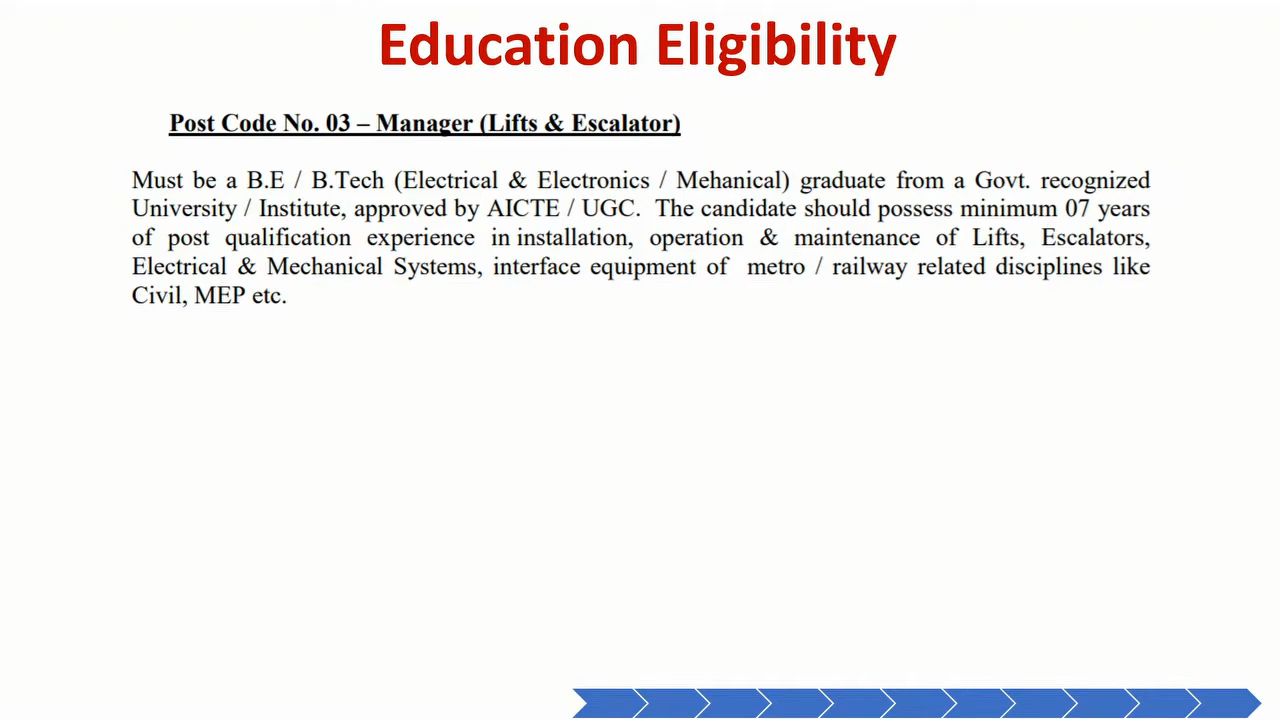 Education Eligibility
Post Code No. 03 – Manager (Lifts & Escalator)
Must be a B.E / B.Tech (Electrical & Electronics / Mehanical) graduate from a Govt. recognized
University / Institute, approved by AICTE / UGC. The candidate should possess minimum 07 years
of post qualification experience in installation, operation & maintenance of Lifts, Escalators,
Electrical & Mechanical Systems, interface equipment of metro / railway related disciplines like
Civil, MEP etc.